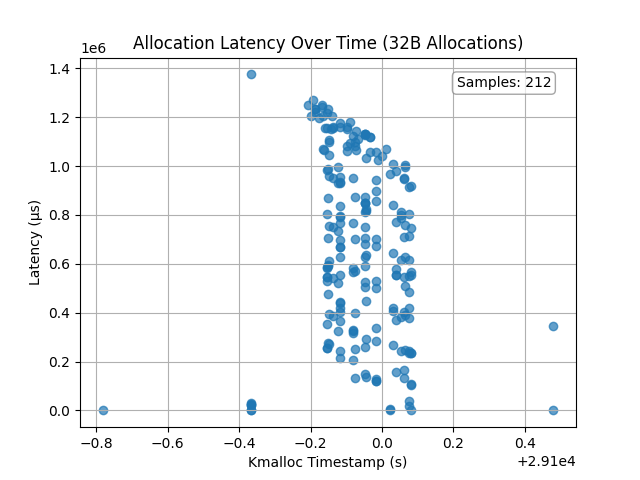 Allocation Latency Over Time (32B Allocations)
1e6
Samples: 212
1.4
1.2
1.0
0.8
0.6
0.4
0.2
0.0
Latency (µs)
−0.8 −0.6 −0.4 −0.2 0.0 0.2 0.4
+2.91e4
Kmalloc Timestamp (s)